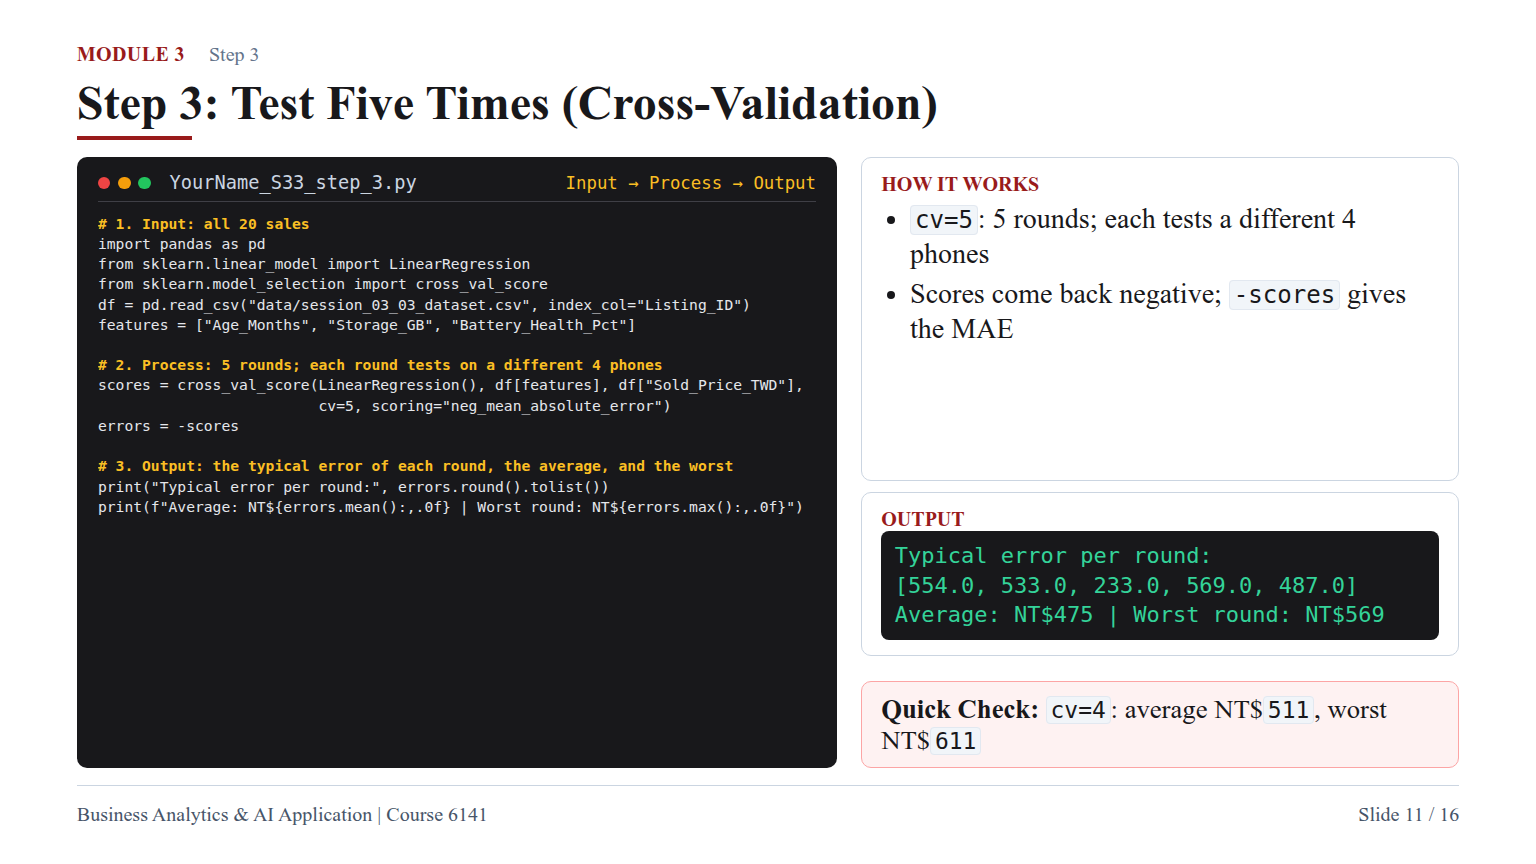 MODULE 3 Step 3
Step 3: Test Five Times (Cross-Validation)
YourName_S33_step_3.py Input → Process → Output
# 1. Input: all 20 sales
import pandas as pd
from sklearn.linear_model import LinearRegression
from sklearn.model_selection import cross_val_score
df = pd.read_csv("data/session_03_03_dataset.csv", index_col="Listing_ID")
features = ["Age_Months", "Storage_GB", "Battery_Health_Pct"]
# 2. Process: 5 rounds; each round tests on a different 4 phones
scores = cross_val_score(LinearRegression(), df[features], df["Sold_Price_TWD"],
cv=5, scoring="neg_mean_absolute_error")
errors = -scores
# 3. Output: the typical error of each round, the average, and the worst
print("Typical error per round:", errors.round().tolist())
print(f"Average: NT${errors.mean():,.0f} | Worst round: NT${errors.max():,.0f}")
HOW IT WORKS
• cv=5: 5 rounds; each tests a different 4
phones
• Scores come back negative; -scores gives
the MAE
OUTPUT
Typical error per round:
[554.0, 533.0, 233.0, 569.0, 487.0]
Average: NT$475 | Worst round: NT$569
Quick Check: cv=4: average NT$511, worst
NT$611
Business Analytics & AI Application | Course 6141
Slide 11 / 16